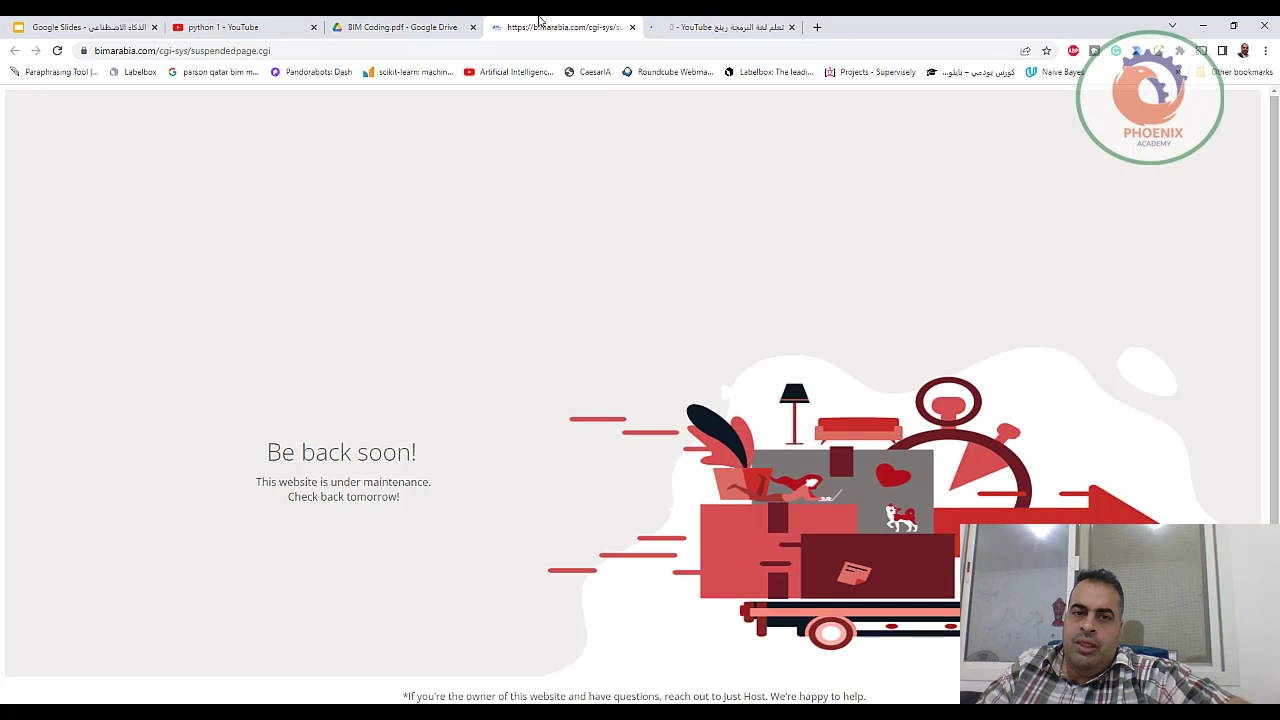 Google Slides - الذكاء الاصطناعي
python 1 - YouTube
BIM Coding.pdf - Google Drive
https://bimarabia.com/cgi-sys/su
تعلم لغة البرمجة رينج - YouTube
bimarabia.com/cgi-sys/suspendedpage.cgi
Paraphrasing Tool |...
Labelbox
parson qatar bim m...
Pandorabots: Dash
scikit-learn: machin...
Artificial Intelligenc...
CaesarIA
Roundcube Webma...
Labelbox: The leadi...
Projects - Supervisely
كورس يودمي – بايثو...
Naive Bayes
Other bookmarks
PHOENIX
ACADEMY
Be back soon!
This website is under maintenance.
Check back tomorrow!
*If you're the owner of this website and have questions, reach out to Just Host. We're happy to help.